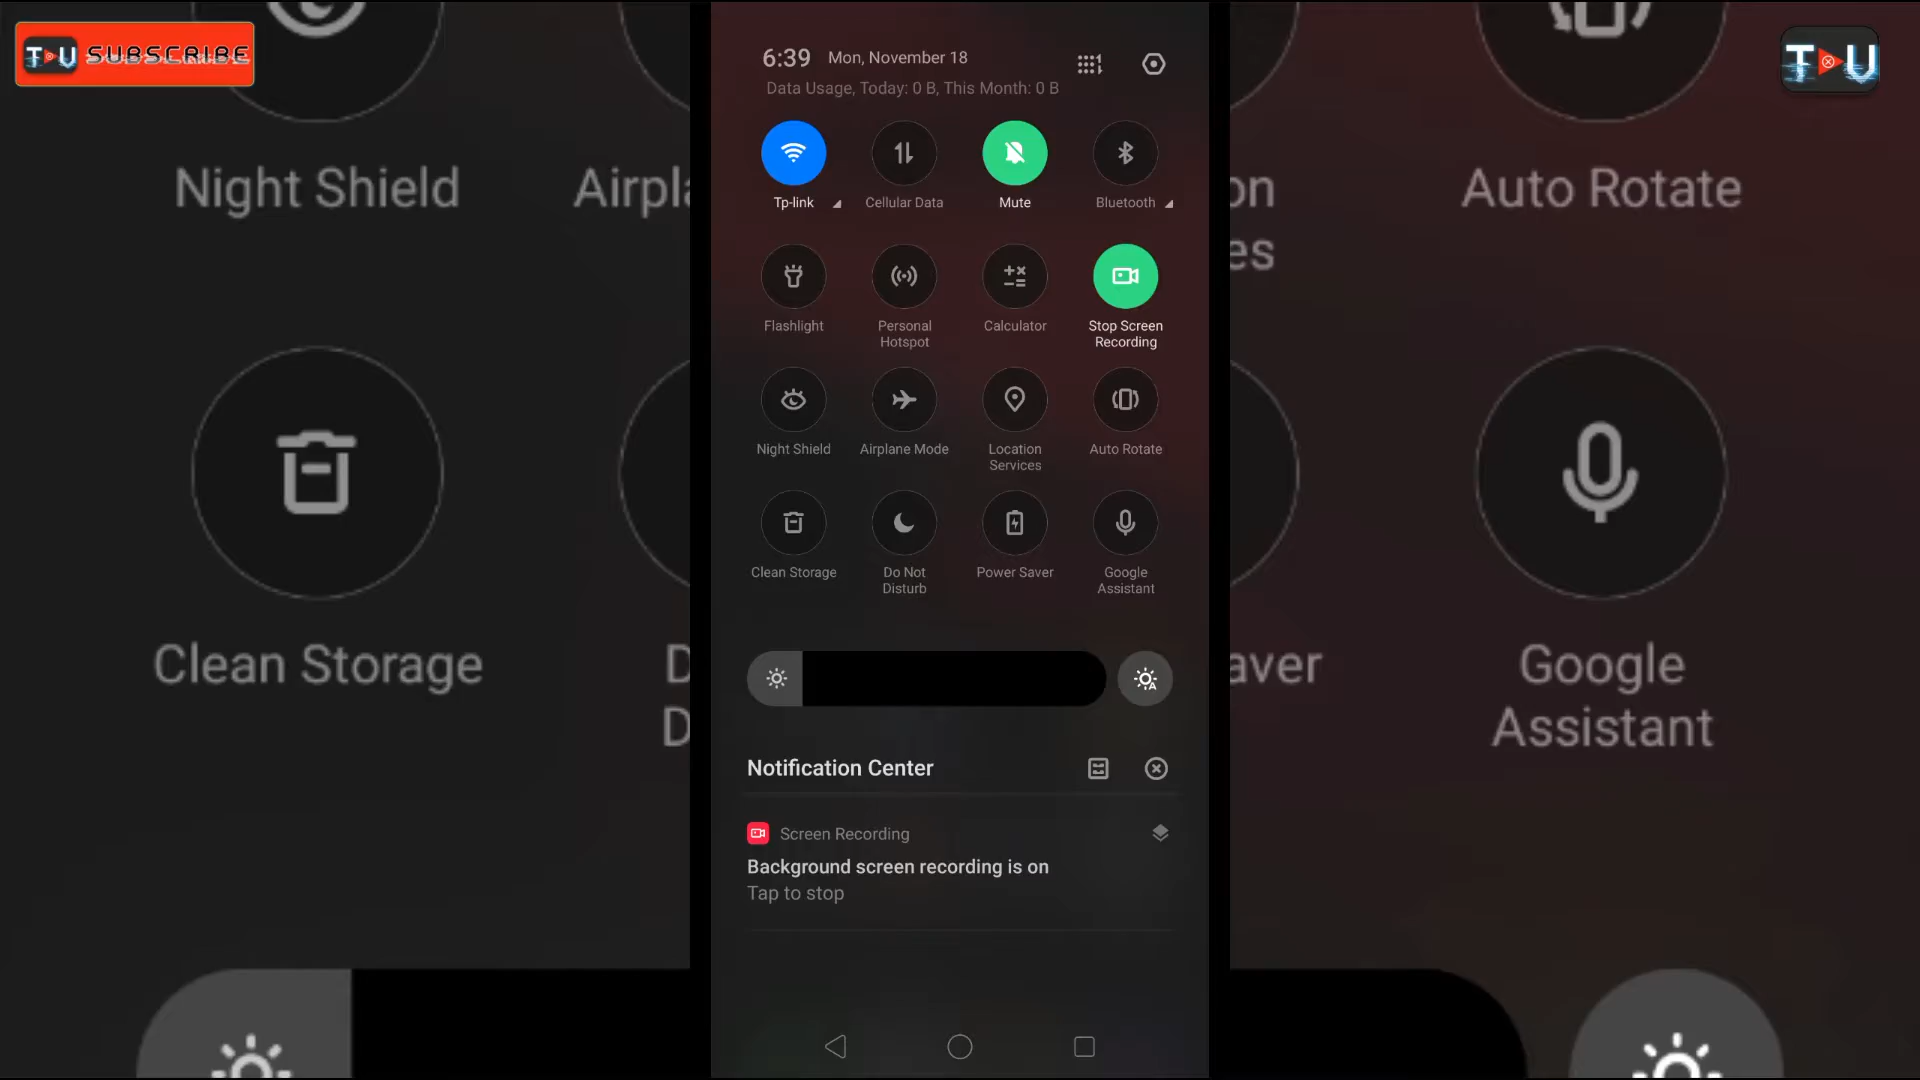 T U SUBSCRIBE
T U
6:39 Mon, November 18
Data Usage, Today: 0 B, This Month: 0 B
Tp-link
Cellular Data
Mute
Bluetooth
Flashlight
Personal
Hotspot
Calculator
Stop Screen
Recording
Night Shield
Airplane Mode
Location
Services
Auto Rotate
Clean Storage
Do Not
Disturb
Power Saver
Google
Assistant
Notification Center
Screen Recording
Background screen recording is on
Tap to stop
Night Shield
Airpl
on
es
Auto Rotate
Clean Storage
D
D
aver
Google
Assistant